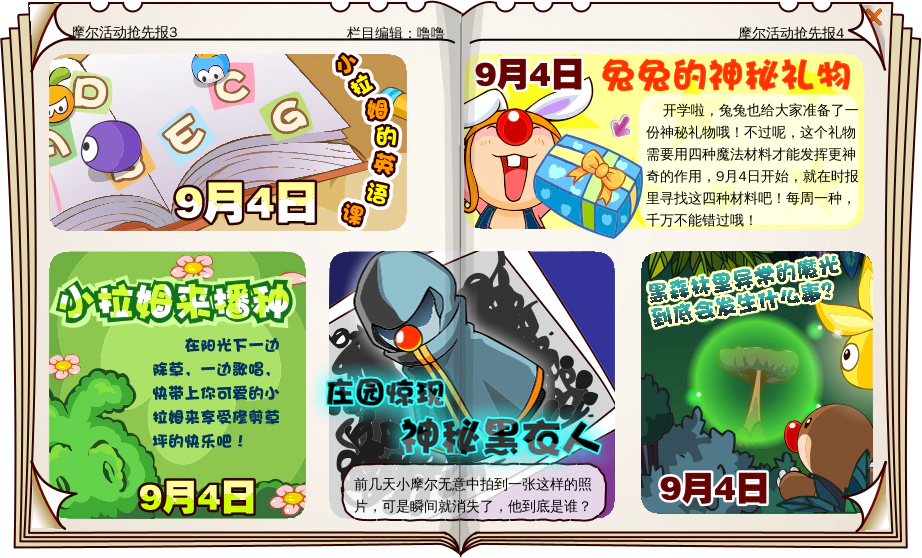 摩尔活动抢先报3
栏目编辑：噜噜
摩尔活动抢先报4
D
C
A
E
G
D
小拉姆的英语课
9月4日
9月4日
兔兔的神秘礼物
开学啦，兔兔也给大家准备了一
份神秘礼物哦！不过呢，这个礼物
需要用四种魔法材料才能发挥更神
奇的作用，9月4日开始，就在时报
里寻找这四种材料吧！每周一种，
千万不能错过哦！
小拉姆来播种
在阳光下一边
除草，一边歌唱，
快带上你可爱的小
拉姆来享受修剪草
坪的快乐吧！
9月4日
庄园惊现
神秘黑衣人
前几天小摩尔无意中拍到一张这样的照
片，可是瞬间就消失了，他到底是谁？
黑森林里异常的魔光
到底会发生什么事？
9月4日